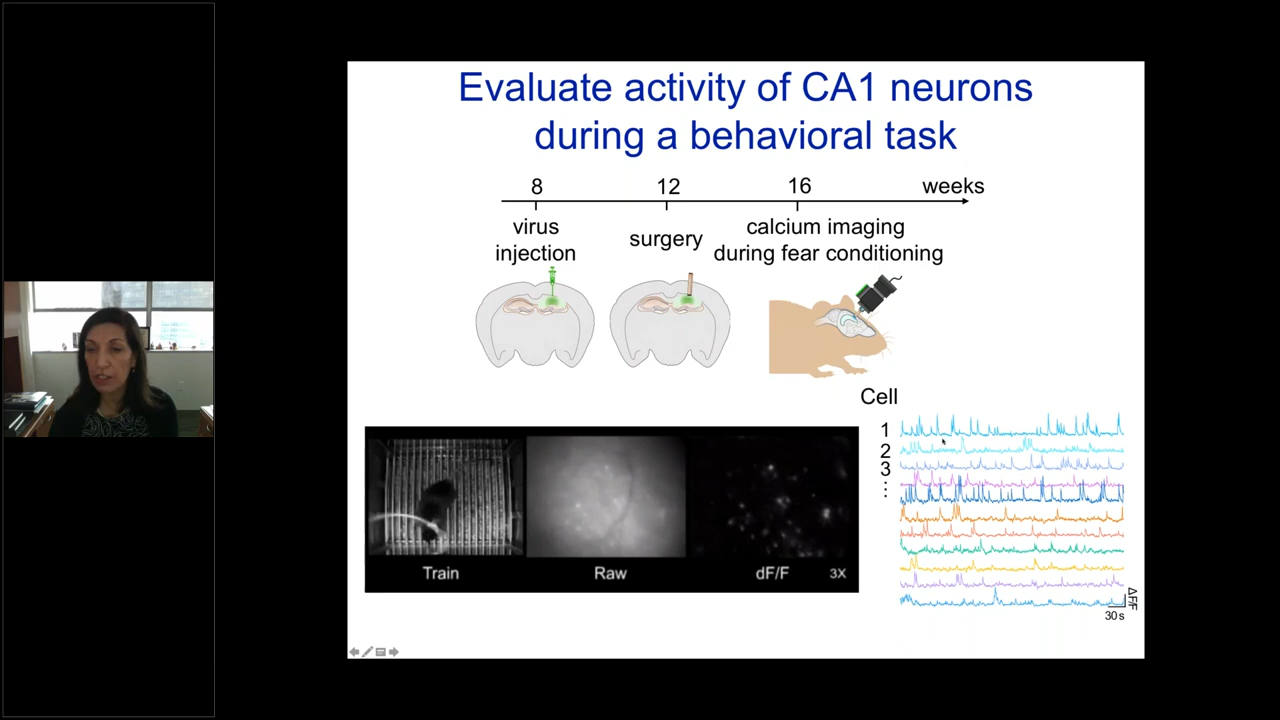 Evaluate activity of CA1 neurons
during a behavioral task
8 12 16 weeks
virus
injection
surgery
calcium imaging
during fear conditioning
Cell
1
2
3
⋮
Train Raw dF/F 3X
ΔF/F
30 s